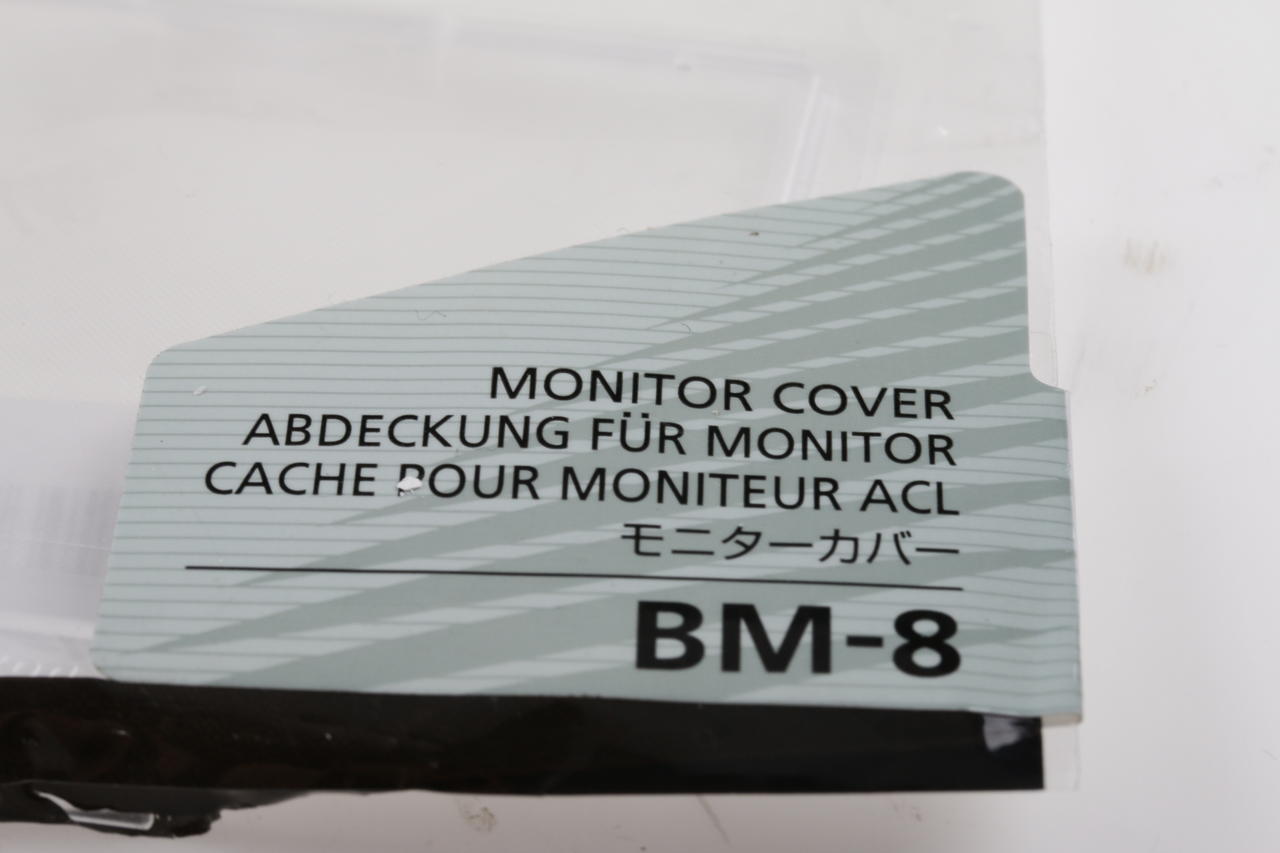 MONITOR COVER
ABDECKUNG FÜR MONITOR
CACHE POUR MONITEUR ACL
モニターカバー
BM-8